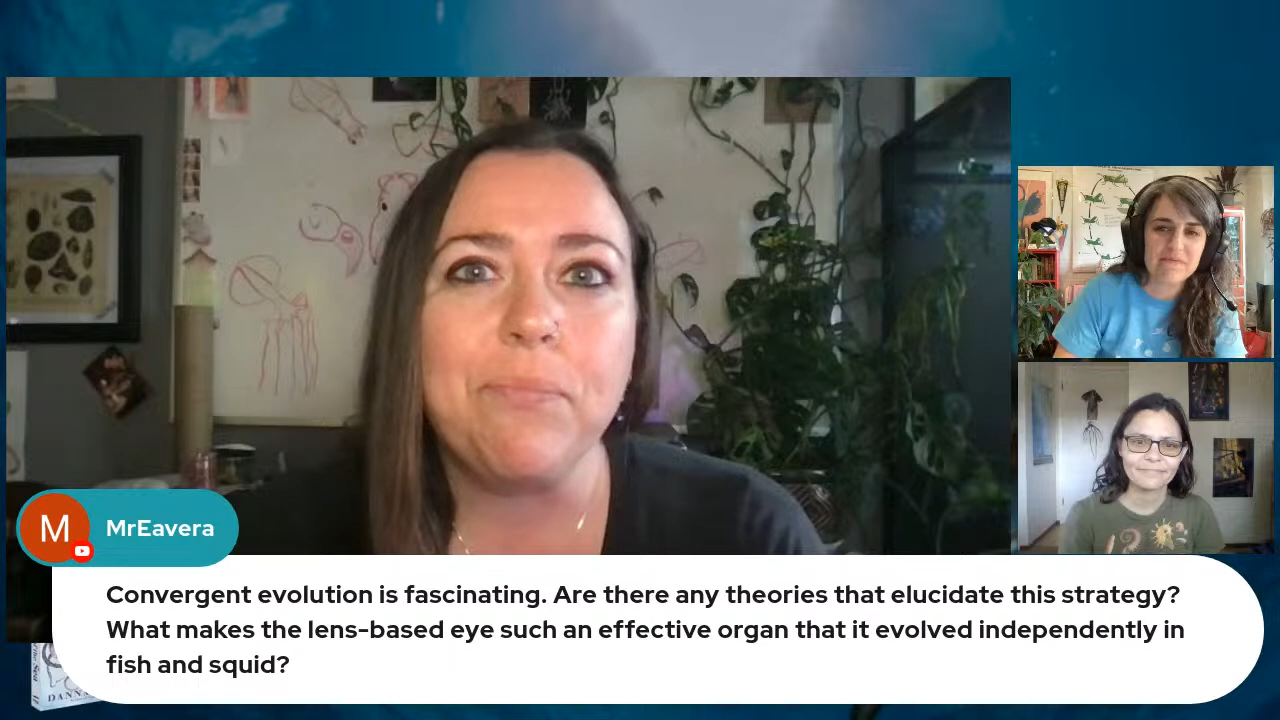 M
MrEavera
Convergent evolution is fascinating. Are there any theories that elucidate this strategy?
What makes the lens-based eye such an effective organ that it evolved independently in
fish and squid?
DANNA